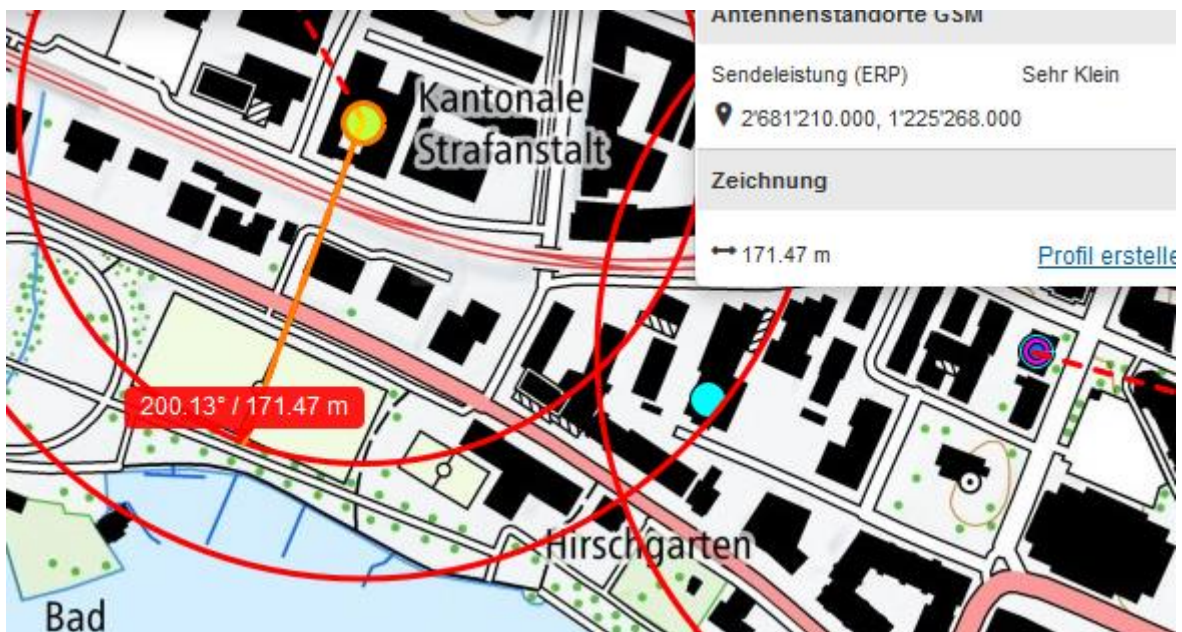 Antennenstandorte GSM
Sendeleistung (ERP) Sehr Klein
2'681'210.000, 1'225'268.000
Zeichnung
171.47 m Profil erstelle
Kantonale
Strafanstalt
200.13° / 171.47 m
Hirschgarten
Bad